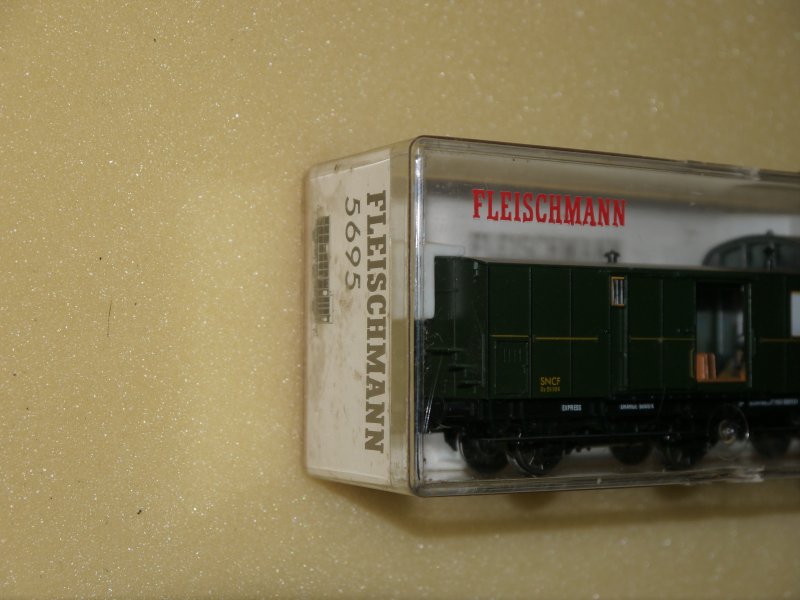 FLEISCHMANN
5695
FLEISCHMANN
SNCF
EXPRESS